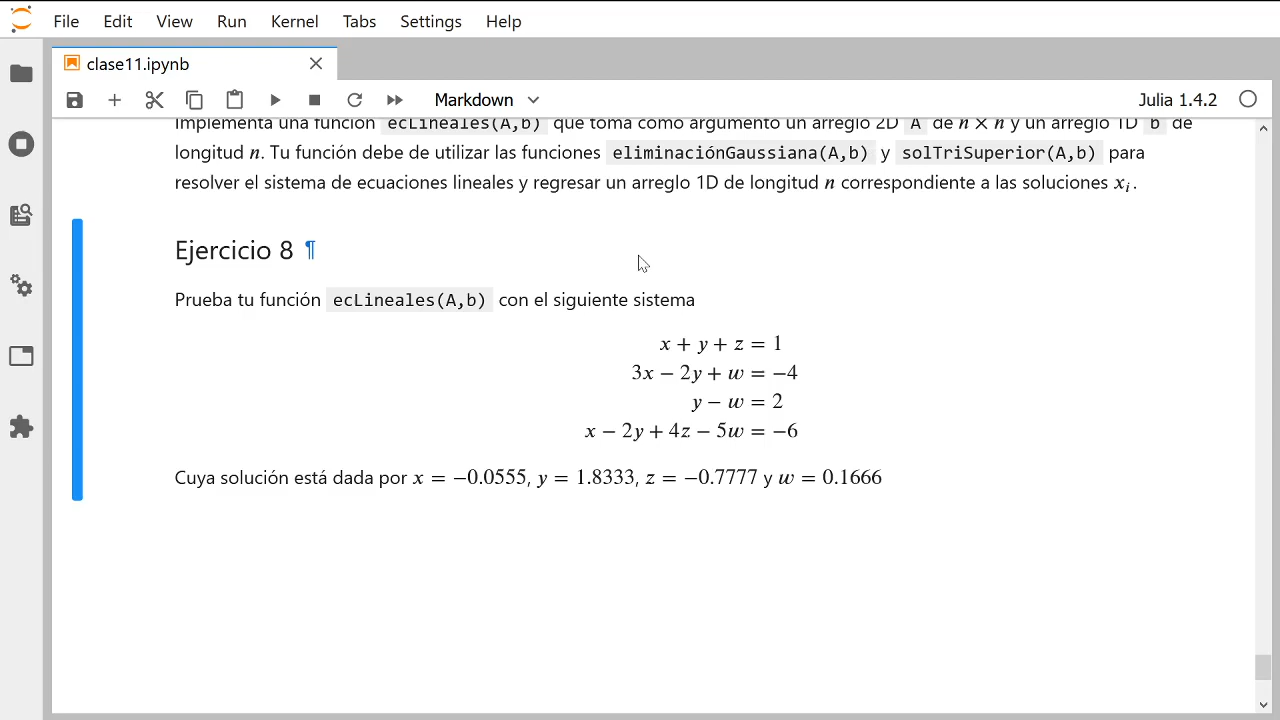 File Edit View Run Kernel Tabs Settings Help
clase11.ipynb
Markdown
Julia 1.4.2
Implementa una función ecLineales(A,b) que toma como argumento un arreglo 2D A de n × n y un arreglo 1D b de
longitud n. Tu función debe de utilizar las funciones eliminaciónGaussiana(A,b) y solTriSuperior(A,b) para
resolver el sistema de ecuaciones lineales y regresar un arreglo 1D de longitud n correspondiente a las soluciones xᵢ.
Ejercicio 8 ¶
Prueba tu función ecLineales(A,b) con el siguiente sistema
x + y + z = 1
3x − 2y + w = −4
y − w = 2
x − 2y + 4z − 5w = −6
Cuya solución está dada por x = −0.0555, y = 1.8333, z = −0.7777 y w = 0.1666